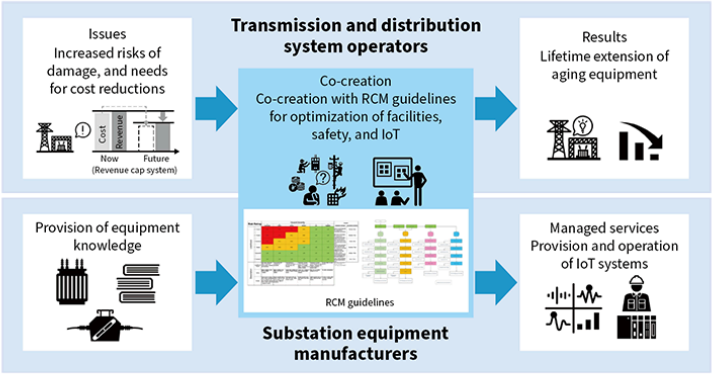 Transmission and distribution
system operators
Issues
Increased risks of
damage, and needs
for cost reductions
Cost
Revenue
Now
Future
(Revenue cap system)
Co-creation
Co-creation with RCM guidelines
for optimization of facilities,
safety, and IoT
Results
Lifetime extension of
aging equipment
Provision of equipment
knowledge
RCM guidelines
Managed services
Provision and operation
of IoT systems
Substation equipment
manufacturers